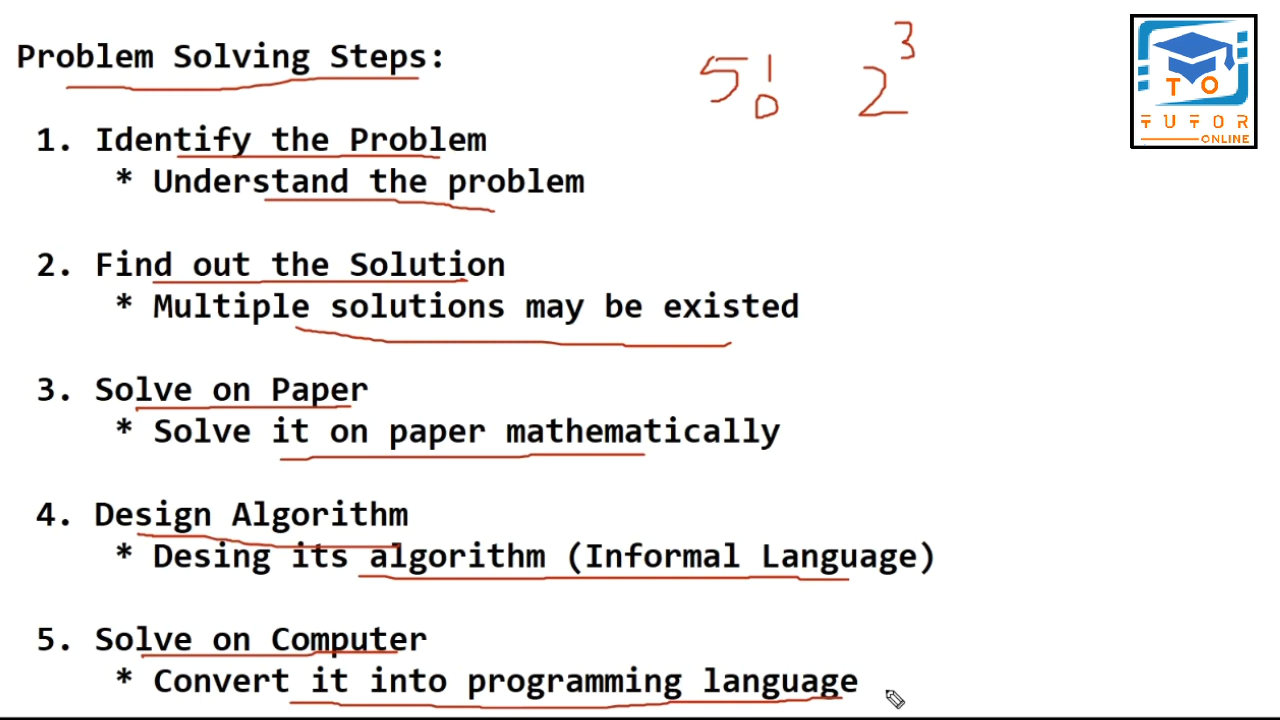 Problem Solving Steps:
5! 2³
TO
TUTOR
ONLINE
1. Identify the Problem
* Understand the problem
2. Find out the Solution
* Multiple solutions may be existed
3. Solve on Paper
* Solve it on paper mathematically
4. Design Algorithm
* Desing its algorithm (Informal Language)
5. Solve on Computer
* Convert it into programming language